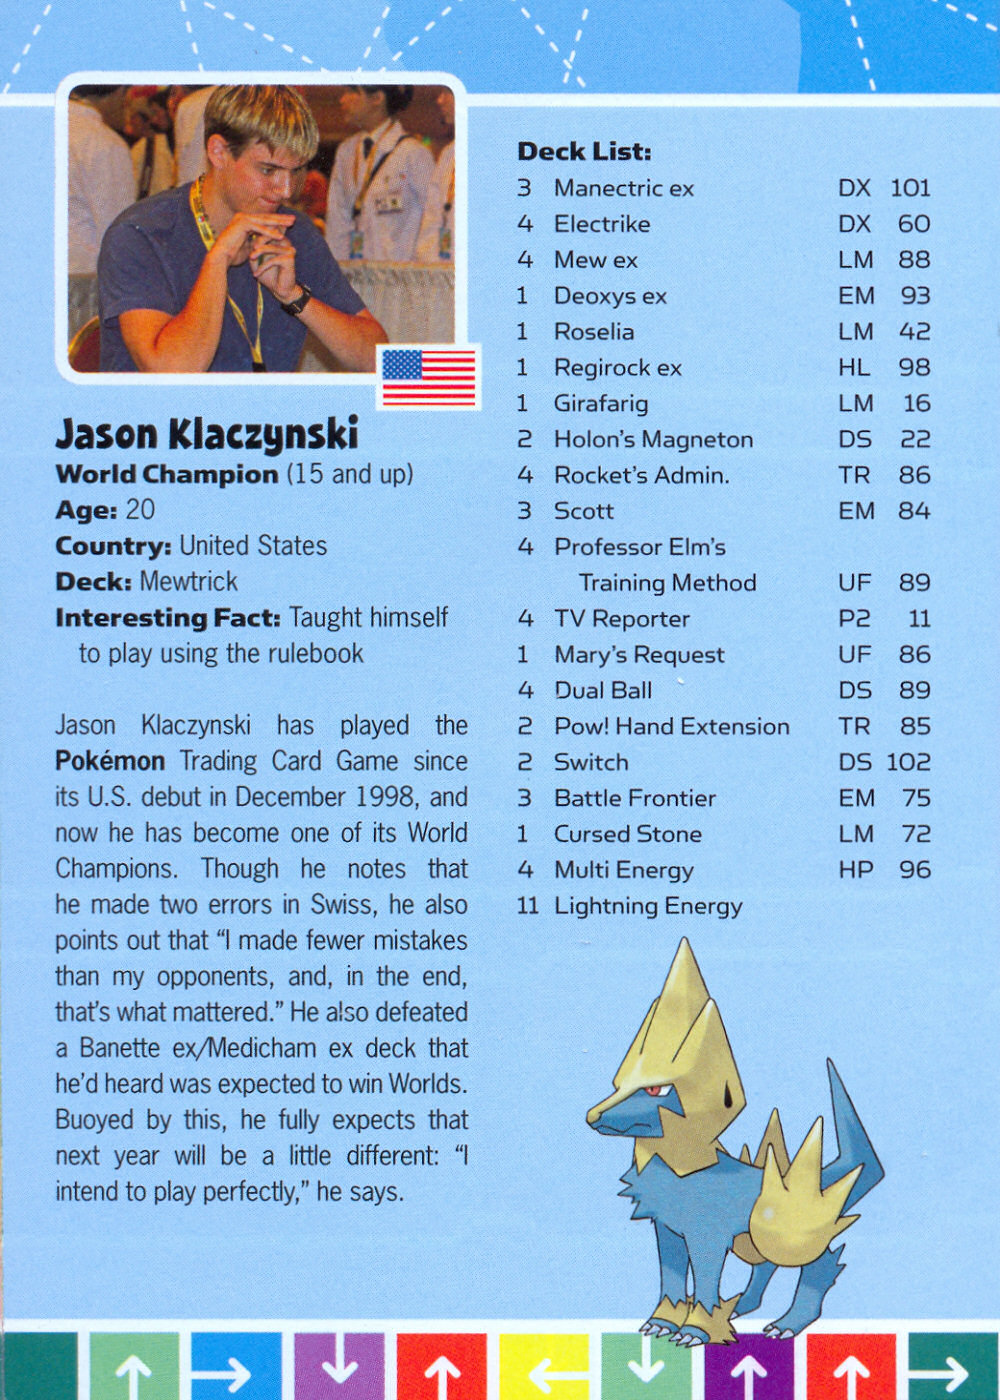 Jason Klaczynski
World Champion (15 and up)
Age: 20
Country: United States
Deck: Mewtrick
Interesting Fact: Taught himself
to play using the rulebook
Jason Klaczynski has played the
Pokémon Trading Card Game since
its U.S. debut in December 1998, and
now he has become one of its World
Champions. Though he notes that
he made two errors in Swiss, he also
points out that “I made fewer mistakes
than my opponents, and, in the end,
that’s what mattered.” He also defeated
a Banette ex/Medicham ex deck that
he’d heard was expected to win Worlds.
Buoyed by this, he fully expects that
next year will be a little different: “I
intend to play perfectly,” he says.
Deck List:
3 Manectric ex DX 101
4 Electrike DX 60
4 Mew ex LM 88
1 Deoxys ex EM 93
1 Roselia LM 42
1 Regirock ex HL 98
1 Girafarig LM 16
2 Holon’s Magneton DS 22
4 Rocket’s Admin. TR 86
3 Scott EM 84
4 Professor Elm’s
Training Method UF 89
4 TV Reporter P2 11
1 Mary’s Request UF 86
4 Dual Ball DS 89
2 Pow! Hand Extension TR 85
2 Switch DS 102
3 Battle Frontier EM 75
1 Cursed Stone LM 72
4 Multi Energy HP 96
11 Lightning Energy